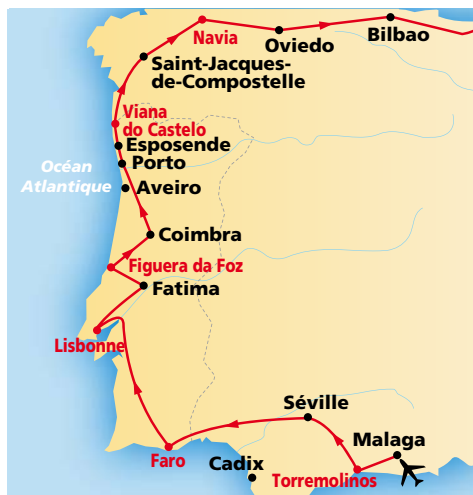 Navia
Oviedo
Bilbao
Saint-Jacques-
de-Compostelle
Viana
do Castelo
Esposende
Porto
Océan
Atlantique
Aveiro
Coimbra
Figuera da Foz
Fatima
Lisbonne
Séville
Malaga
Faro
Cadix
Torremolinos